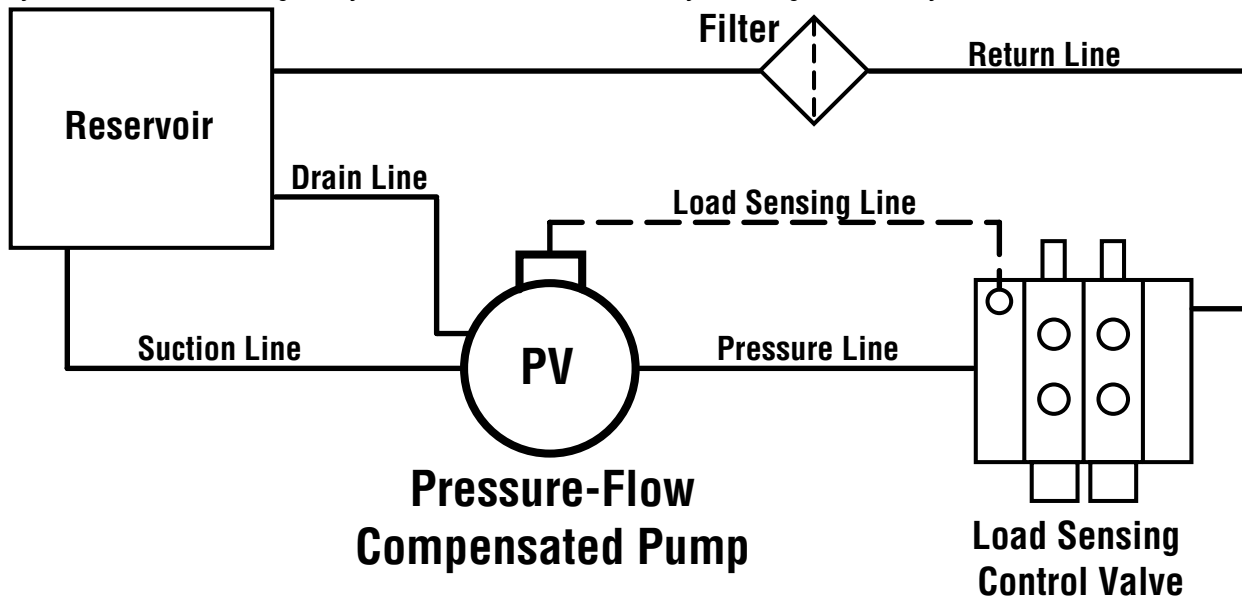 Filter
Return Line
Reservoir
Drain Line
Load Sensing Line
Suction Line
PV
Pressure Line
Pressure-Flow
Compensated Pump
Load Sensing
Control Valve